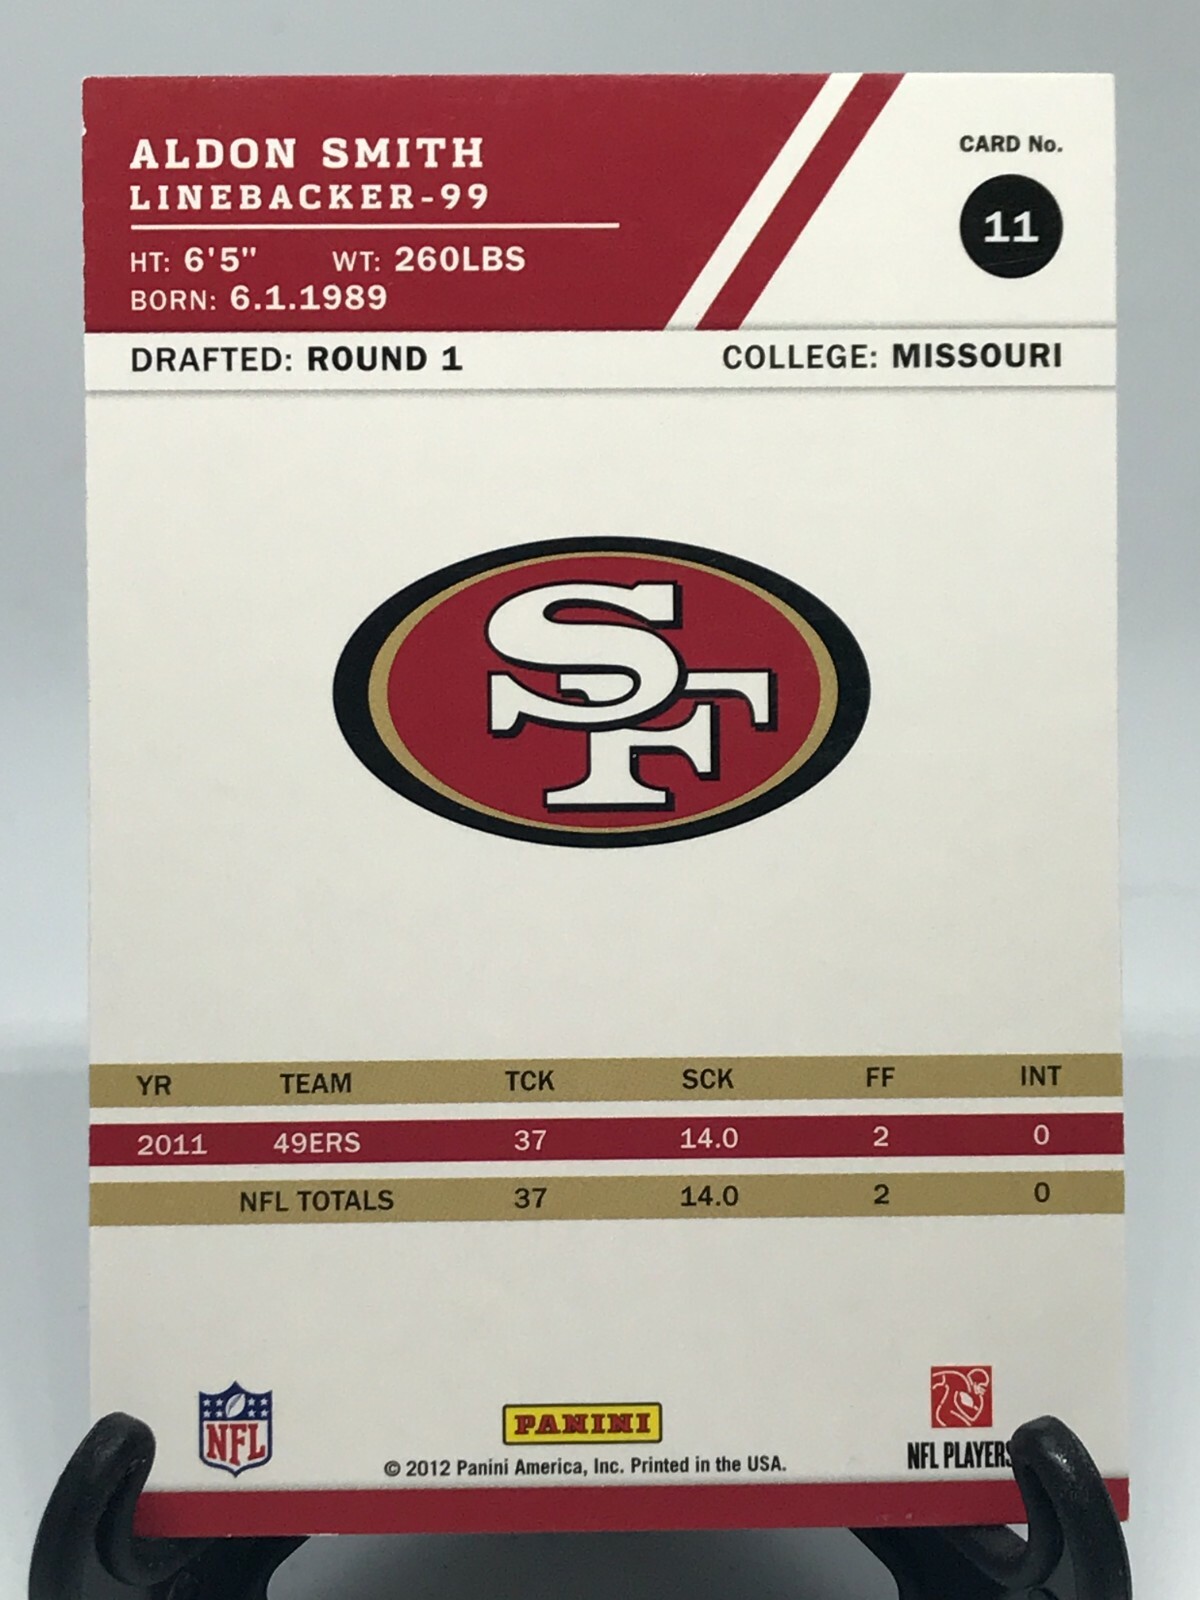 ALDON SMITH
LINEBACKER-99
HT: 6'5" WT: 260LBS
BORN: 6.1.1989
CARD No.
11
DRAFTED: ROUND 1 COLLEGE: MISSOURI
SF
YR TEAM TCK SCK FF INT
2011 49ERS 37 14.0 2 0
NFL TOTALS 37 14.0 2 0
NFL
PANINI
© 2012 Panini America, Inc. Printed in the USA.
NFL PLAYERS